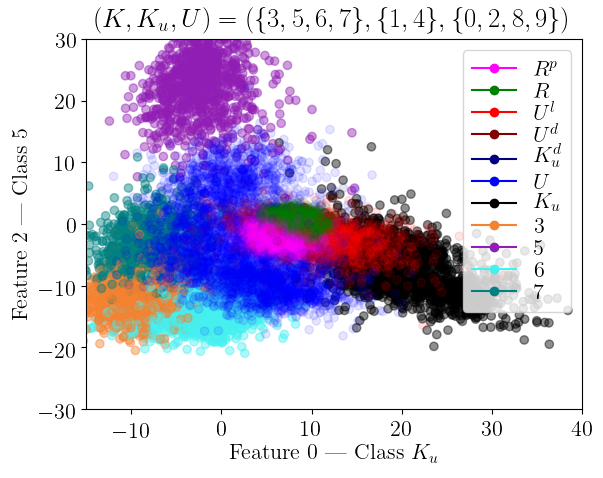 (K, K_u, U) = ({3, 5, 6, 7}, {1, 4}, {0, 2, 8, 9})
30
20
10
0
−10
−20
−30
Feature 2 — Class 5
R^p
R
U^l
U^d
K_u^d
U
K_u
3
5
6
7
−10
0
10
20
30
40
Feature 0 — Class K_u